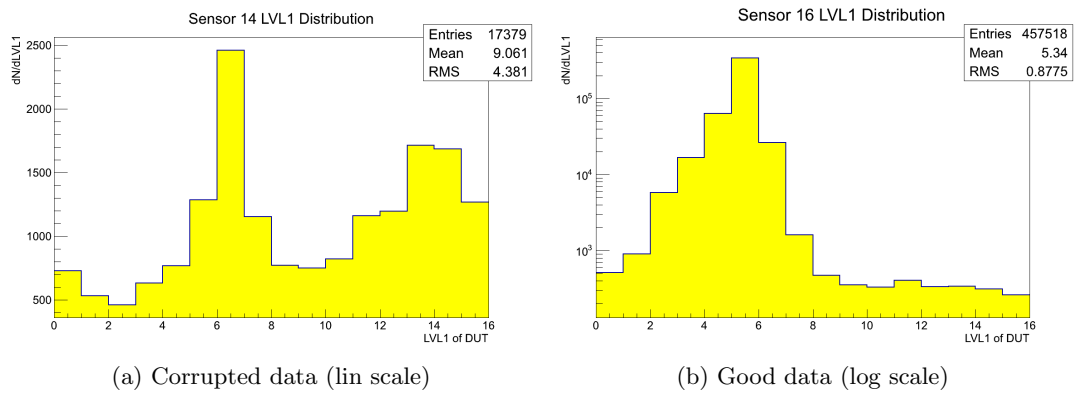 Sensor 14 LVL1 Distribution
Entries 17379
Mean 9.061
RMS 4.381
dN/dLVL1
2500
2000
1500
1000
500
0 2 4 6 8 10 12 14 16
LVL1 of DUT
(a) Corrupted data (lin scale)
Sensor 16 LVL1 Distribution
Entries 457518
Mean 5.34
RMS 0.8775
dN/dLVL1
10⁵
10⁴
10³
0 2 4 6 8 10 12 14 16
LVL1 of DUT
(b) Good data (log scale)